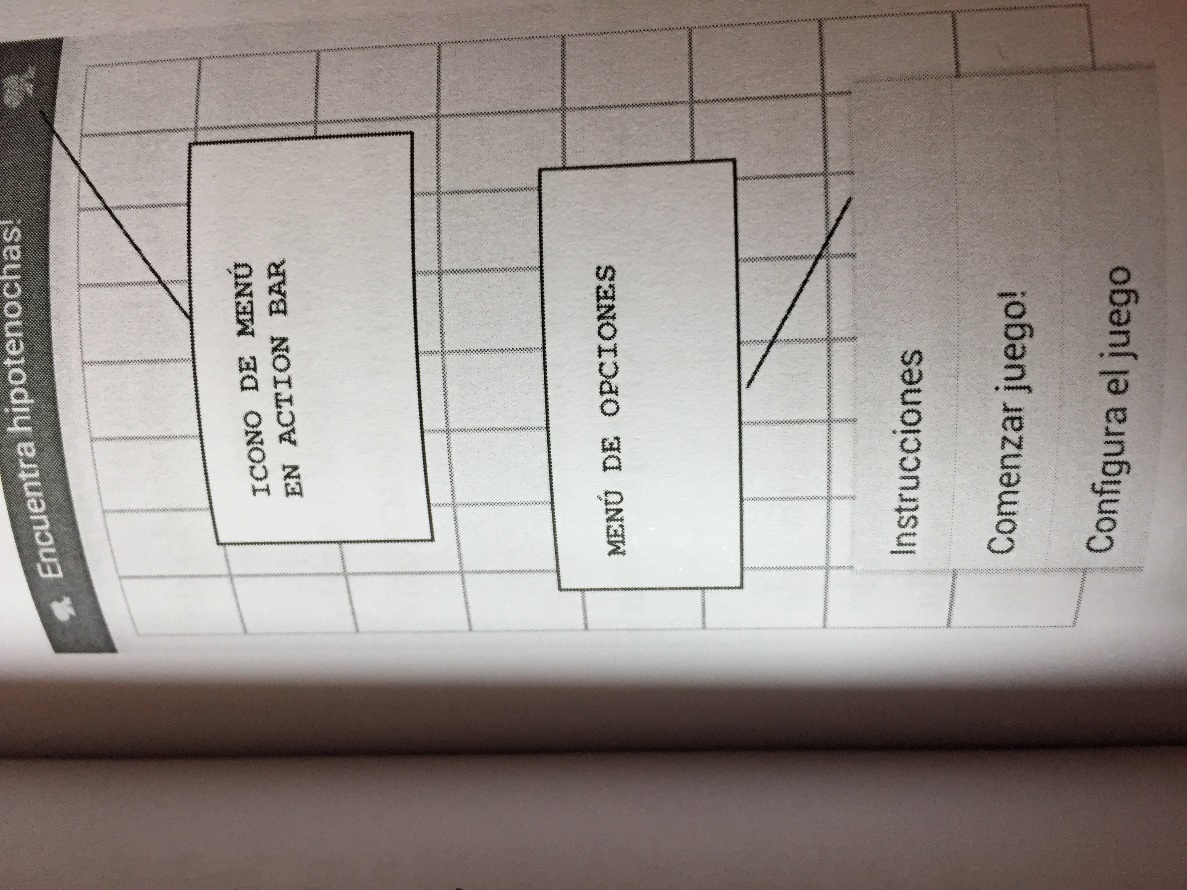 Encuentra hipotenochas!
ICONO DE MENÚ
EN ACTION BAR
MENÚ DE OPCIONES
Instrucciones
Comenzar juego!
Configura el juego